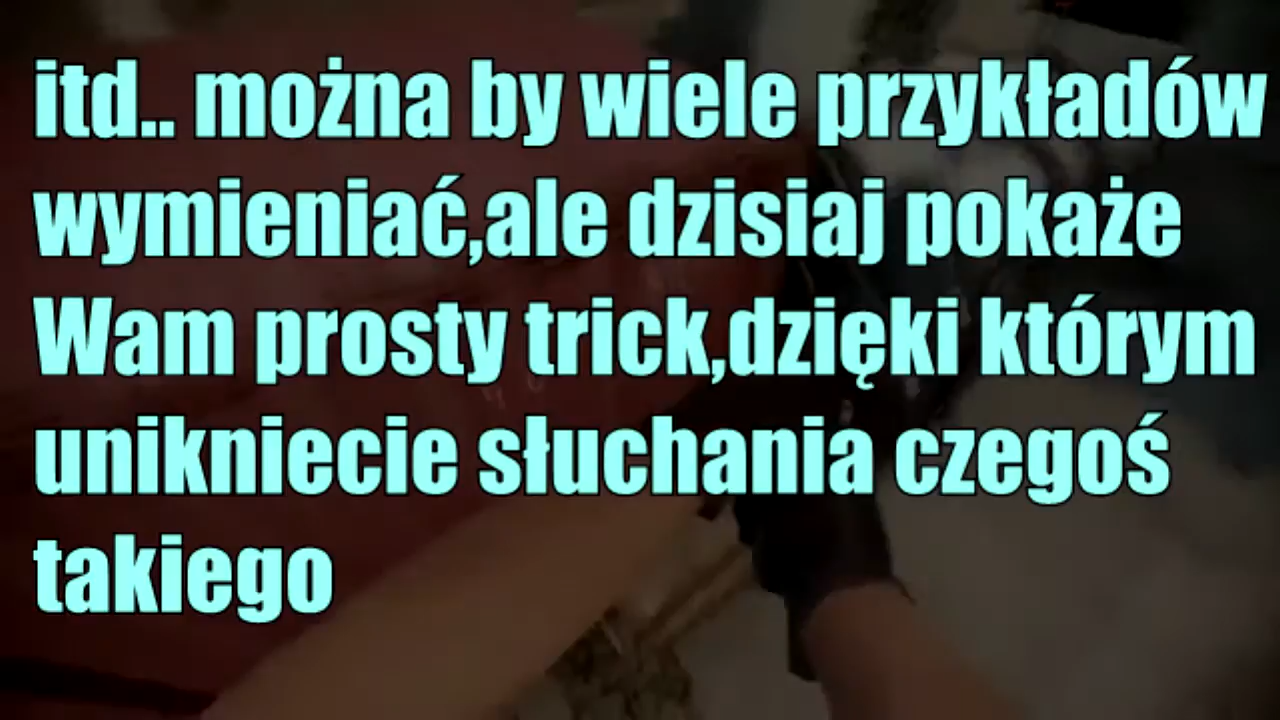 itd.. można by wiele przykładów
wymieniać,ale dzisiaj pokaże
Wam prosty trick,dzięki którym
unikniecie słuchania czegoś
takiego